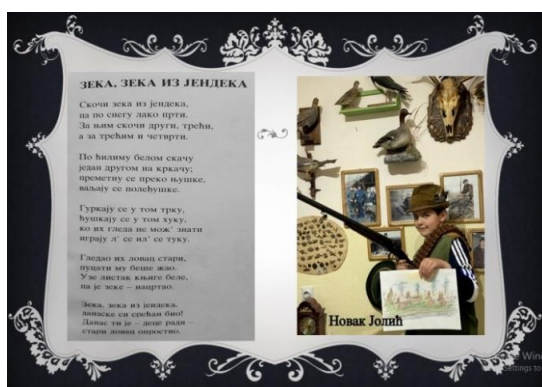 ЗЕКА, ЗЕКА ИЗ ЈЕНДЕКА
Скочи зека из јендека,
па по снегу лако прти.
За њим скочи други, трећи,
а за трећим и четврти.
По ћилиму белом скачу
један другом на кркачу;
преметну се преко њушке,
ваљају се полеђушке.
Гуркају се у том трку,
ћушкају се у том хуку,
ко их гледа не мож' знати
играју л' се ил' се туку.
Гледао их ловац стари,
пуцати му беше жао.
Узе листак књиге беле,
па је зеке – нацртао.
Зека, зека из јендека,
данаске си срећан био!
Данас ти је – деце ради –
стари ловац опростио.
Новак Јолић